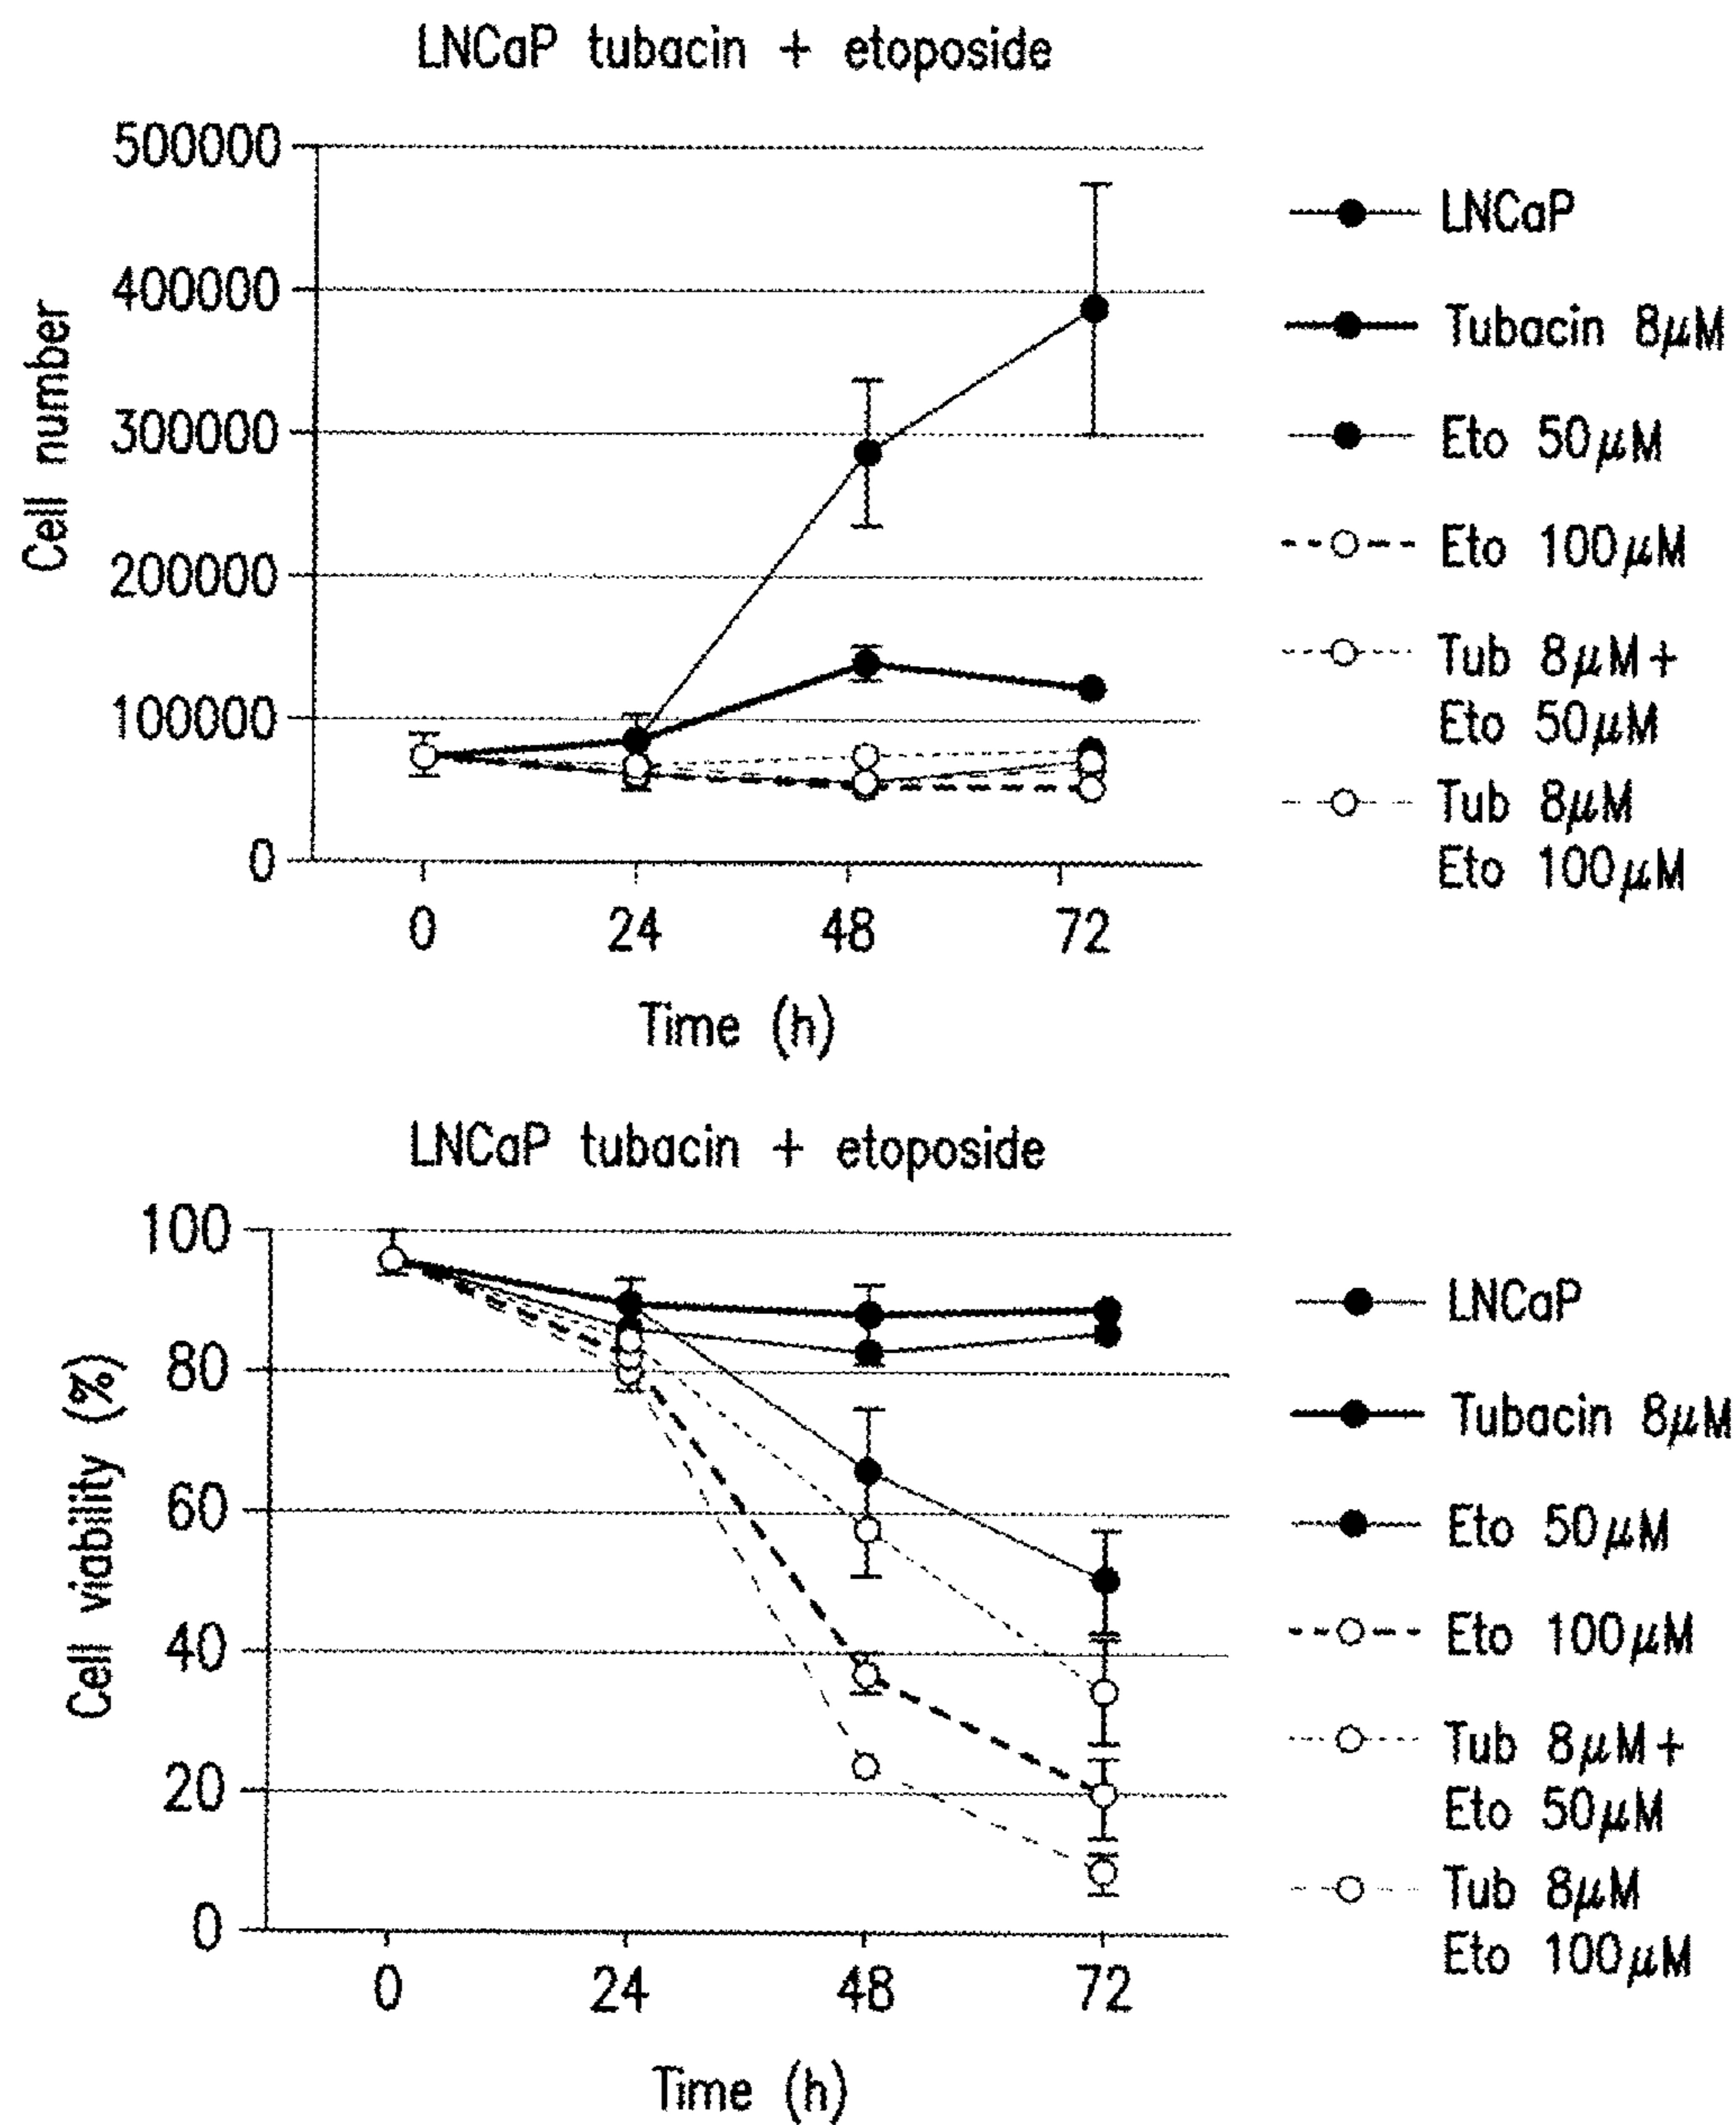 LNCaP tubacin + etoposide
500000
400000
300000
200000
100000
0
Cell number
0 24 48 72
Time (h)
LNCaP
Tubacin 8μM
Eto 50μM
Eto 100μM
Tub 8μM+
Eto 50μM
Tub 8μM
Eto 100μM
LNCaP tubacin + etoposide
100
80
60
40
20
0
Cell viability (%)
0 24 48 72
Time (h)
LNCaP
Tubacin 8μM
Eto 50μM
Eto 100μM
Tub 8μM+
Eto 50μM
Tub 8μM
Eto 100μM